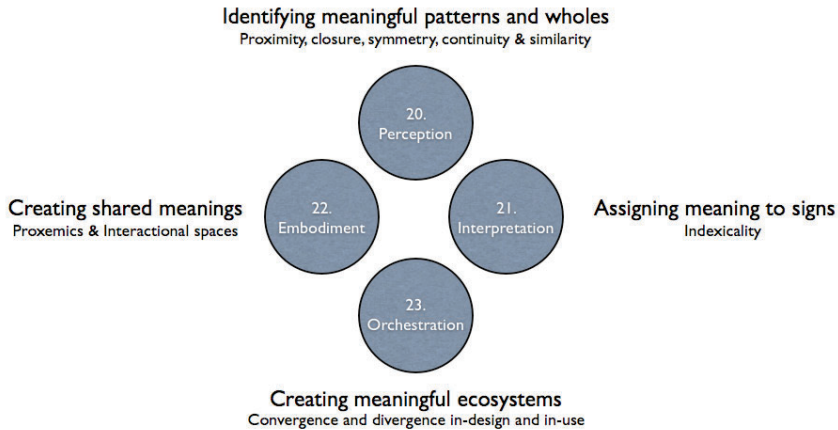 Identifying meaningful patterns and wholes
Proximity, closure, symmetry, continuity & similarity
20.
Perception
Creating shared meanings
Proxemics & Interactional spaces
22.
Embodiment
21.
Interpretation
Assigning meaning to signs
Indexicality
23.
Orchestration
Creating meaningful ecosystems
Convergence and divergence in-design and in-use